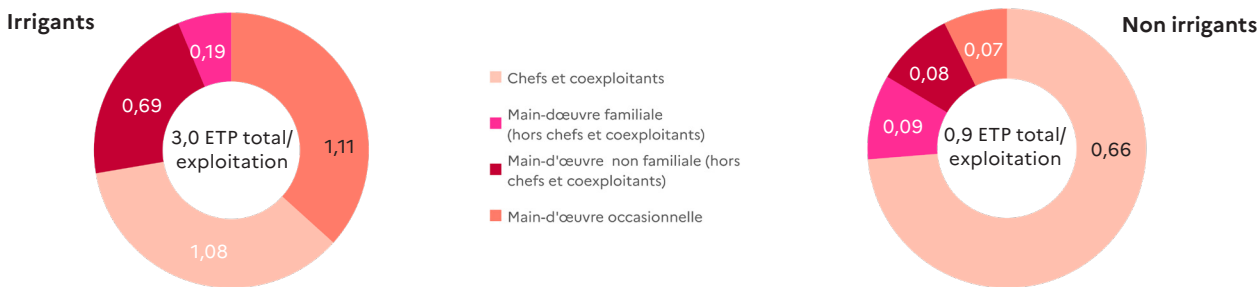 Irrigants
0,19
0,69
3,0 ETP total/
exploitation
1,11
1,08
Chefs et coexploitants
Main-dœuvre familiale
(hors chefs et coexploitants)
Main-d'œuvre non familiale (hors
chefs et coexploitants)
Main-d'œuvre occasionnelle
Non irrigants
0,07
0,08
0,09
0,9 ETP total/
exploitation
0,66